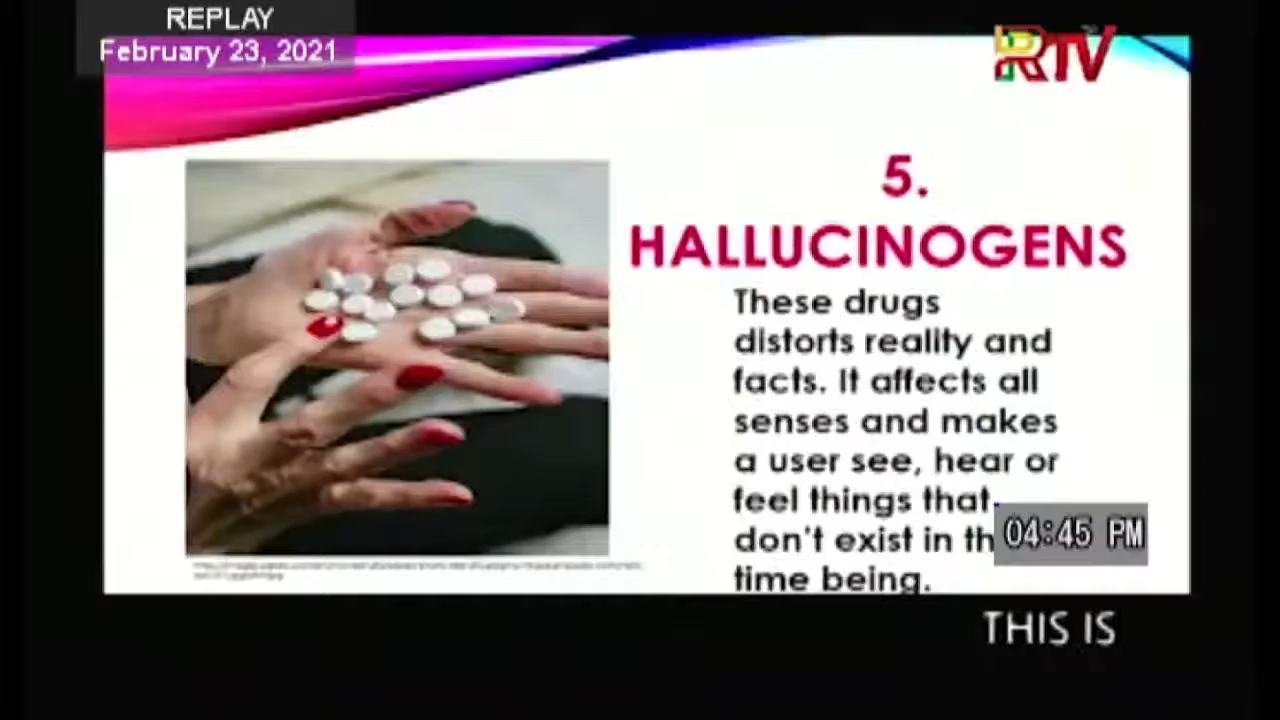 REPLAY
February 23, 2021
RTV
5.
HALLUCINOGENS
These drugs
distorts reality and
facts. It affects all
senses and makes
a user see, hear or
feel things that
don't exist in th
time being.
04:45 PM
THIS IS